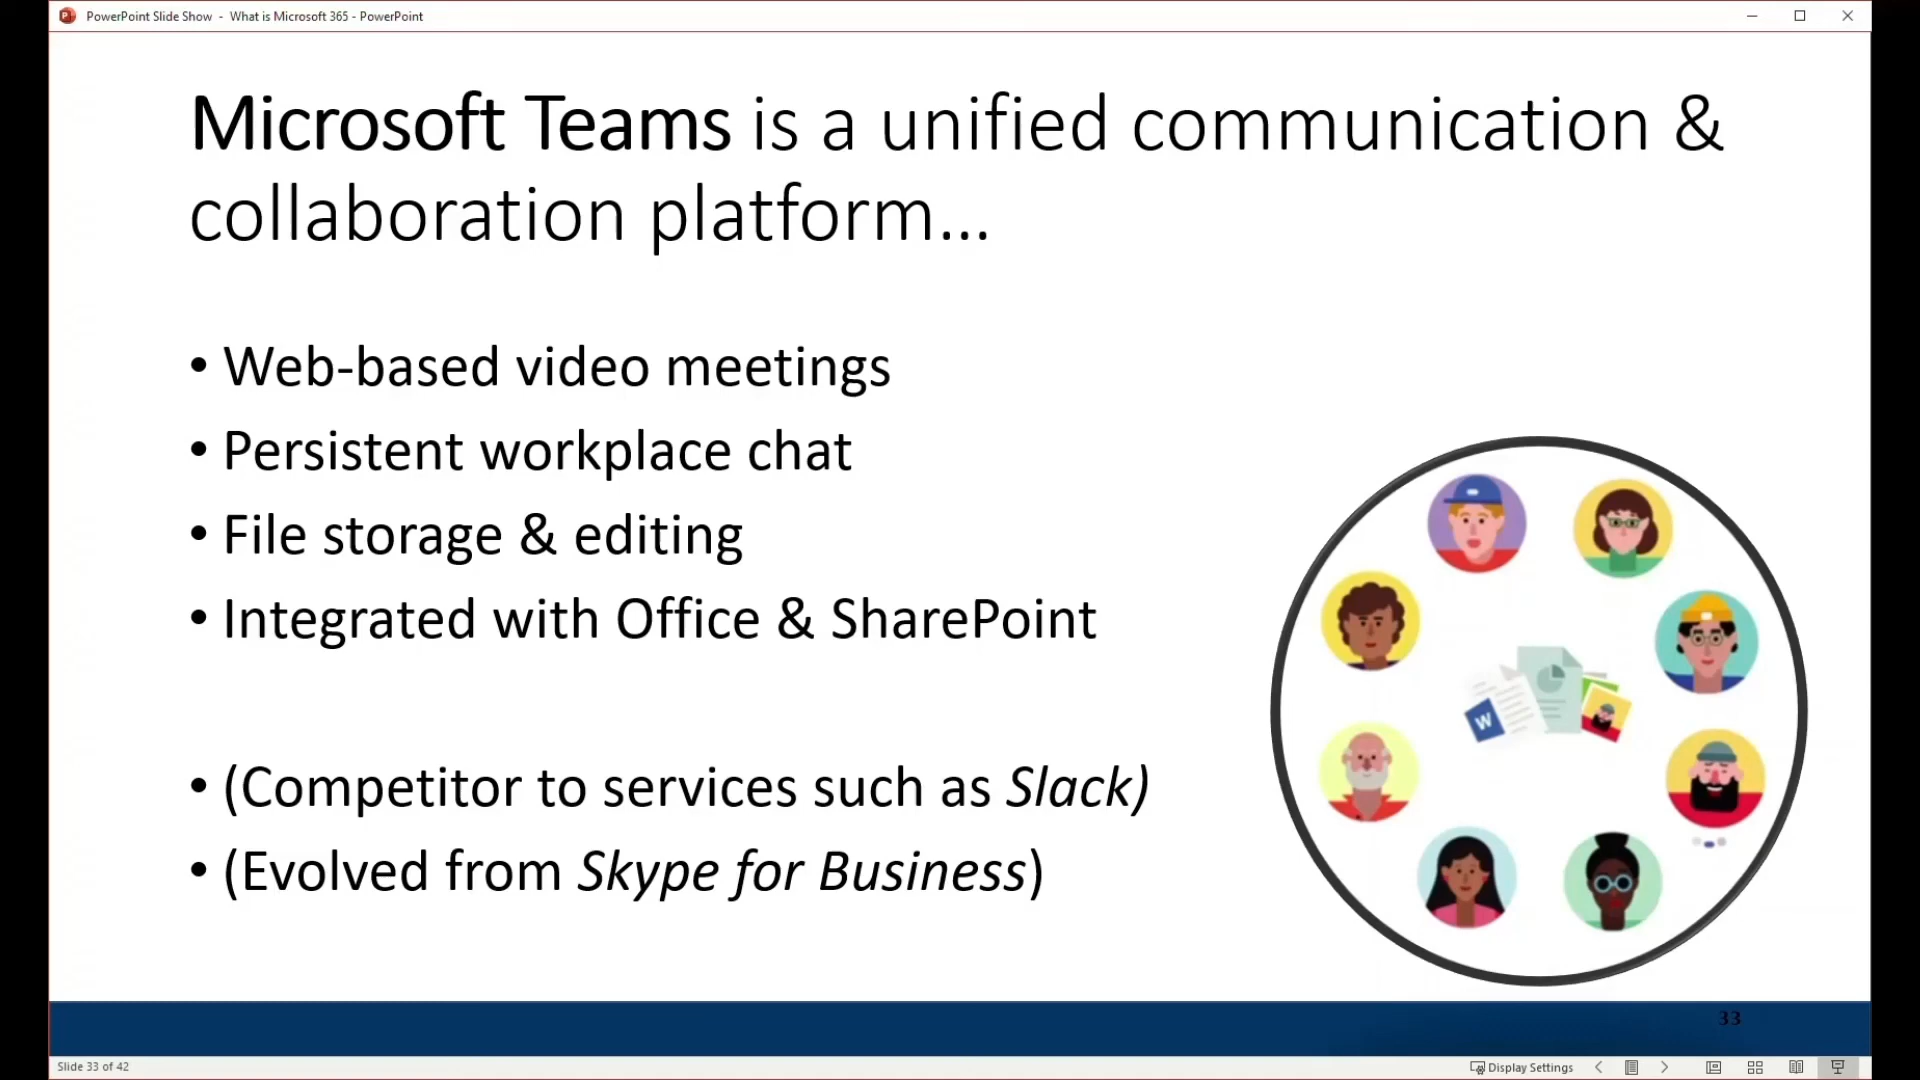 PowerPoint Slide Show - What is Microsoft 365 - PowerPoint
Microsoft Teams is a unified communication &
collaboration platform...
• Web-based video meetings
• Persistent workplace chat
• File storage & editing
• Integrated with Office & SharePoint
W
• (Competitor to services such as Slack)
• (Evolved from Skype for Business)
33
Slide 33 of 42
Display Settings